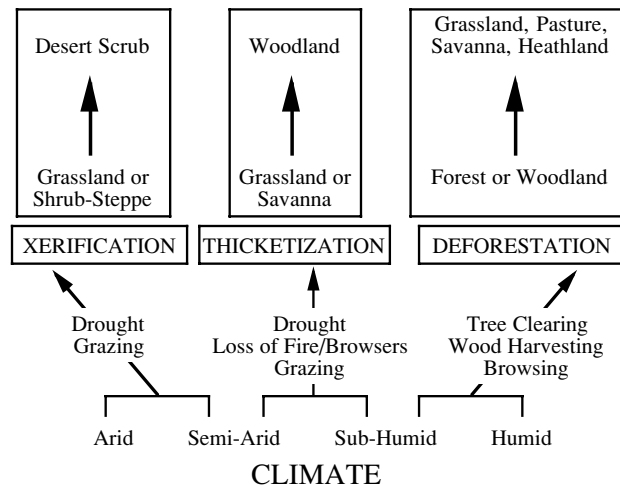 Desert Scrub
Grassland or
Shrub-Steppe
XERIFICATION
Drought
Grazing
Woodland
Grassland or
Savanna
THICKETIZATION
Drought
Loss of Fire/Browsers
Grazing
Grassland, Pasture,
Savanna, Heathland
Forest or Woodland
DEFORESTATION
Tree Clearing
Wood Harvesting
Browsing
Arid
Semi-Arid
Sub-Humid
Humid
CLIMATE